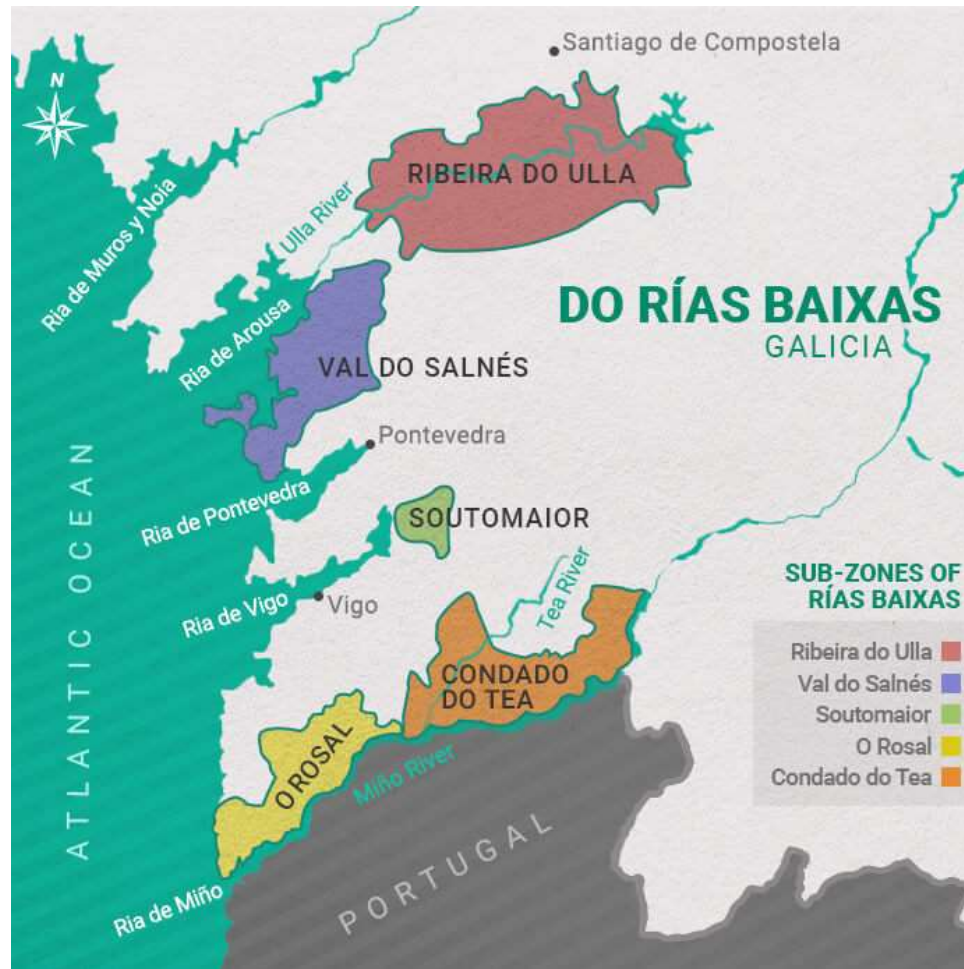 N
Santiago de Compostela
RIBEIRA DO ULLA
Ulla River
Ria de Muros y Noia
Ria de Arousa
DO RÍAS BAIXAS
GALICIA
VAL DO SALNÉS
Pontevedra
Ria de Pontevedra
SOUTOMAIOR
ATLANTIC OCEAN
Tea River
Ria de Vigo
Vigo
SUB-ZONES OF
RÍAS BAIXAS
Ribeira do Ulla
Val do Salnés
Soutomaior
O Rosal
Condado do Tea
CONDADO
DO TEA
O ROSAL
Miño River
PORTUGAL
Ria de Miño